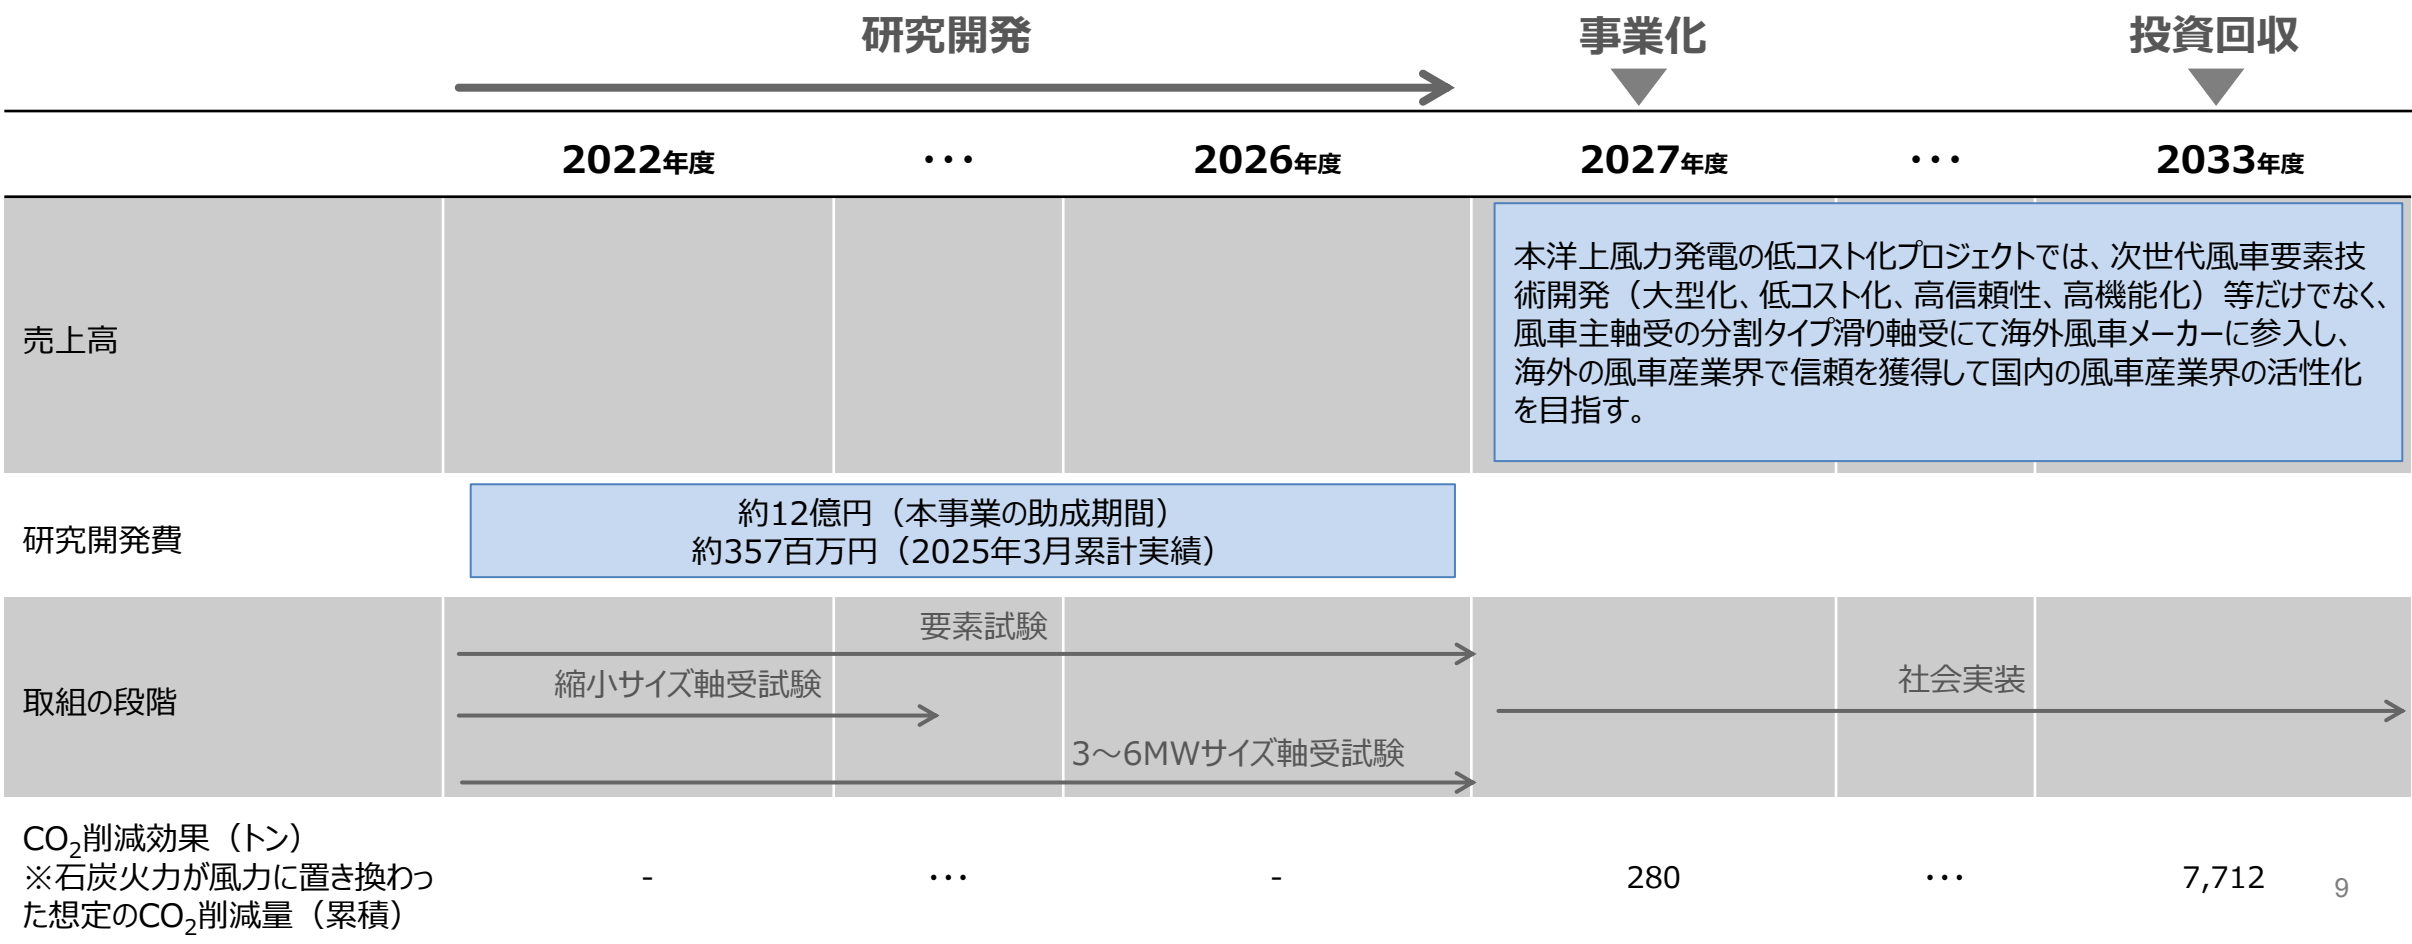 研究開発
事業化
投資回収
2022年度
・・・
2026年度
2027年度
・・・
2033年度
売上高
本洋上風力発電の低コスト化プロジェクトでは、次世代風車要素技
術開発（大型化、低コスト化、高信頼性、高機能化）等だけでなく、
風車主軸受の分割タイプ滑り軸受にて海外風車メーカーに参入し、
海外の風車産業界で信頼を獲得して国内の風車産業界の活性化
を目指す。
研究開発費
約12億円（本事業の助成期間）
約357百万円（2025年3月累計実績）
取組の段階
要素試験
縮小サイズ軸受試験
3～6MWサイズ軸受試験
社会実装
CO₂削減効果（トン）
※石炭火力が風力に置き換わっ
た想定のCO₂削減量（累積）
-
・・・
-
280
・・・
7,712
9